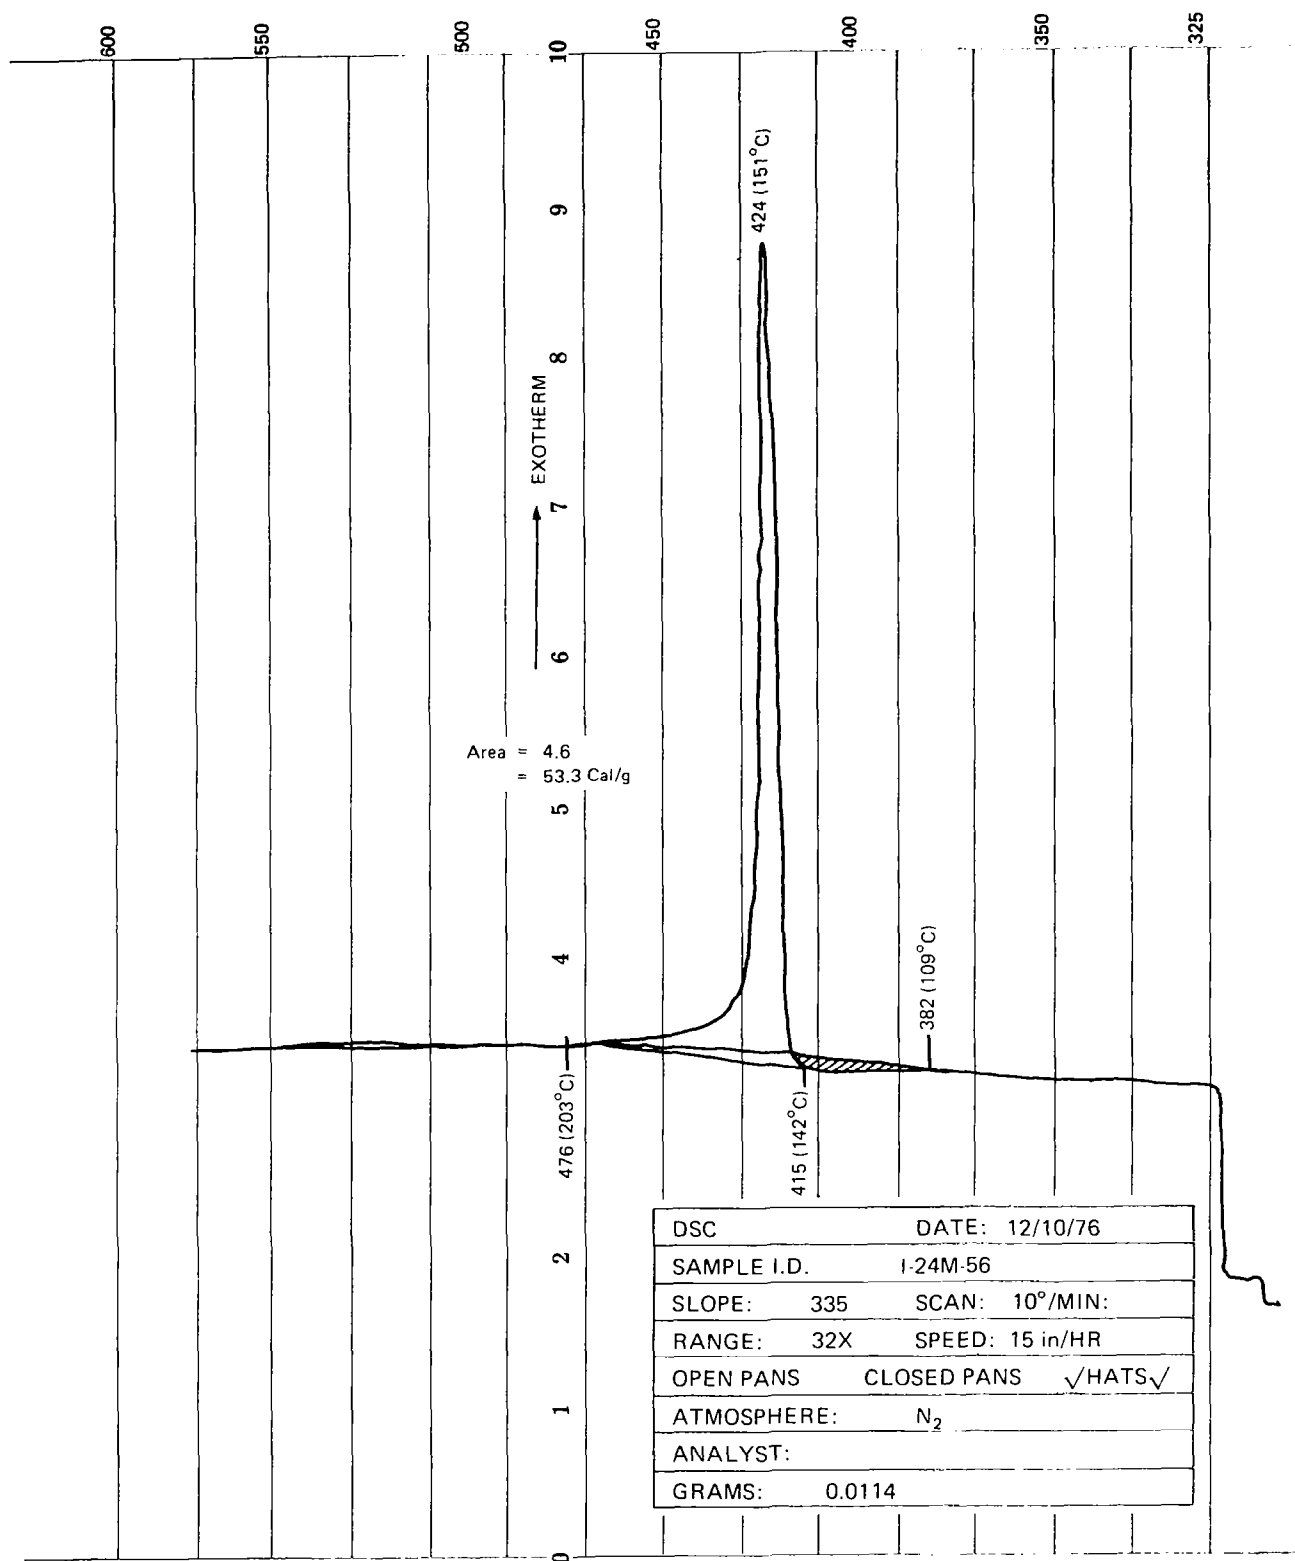 600
550
500
450
400
350
325
10
9
8
7
6
5
4
2
1
0
424 (151°C)
EXOTHERM
Area = 4.6
= 53.3 Cal/g
382 (109°C)
476 (203°C)
415 (142°C)
DSC DATE: 12/10/76
SAMPLE I.D. I-24M-56
SLOPE: 335 SCAN: 10°/MIN:
RANGE: 32X SPEED: 15 in/HR
OPEN PANS CLOSED PANS √HATS√
ATMOSPHERE: N₂
ANALYST:
GRAMS: 0.0114